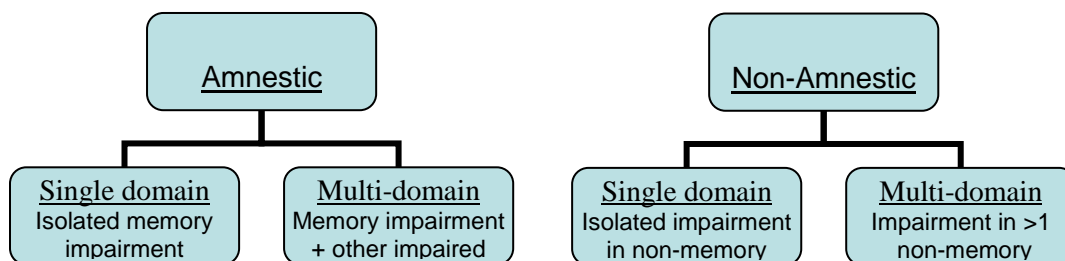 Amnestic
Non-Amnestic
Single domain
Isolated memory
impairment
Multi-domain
Memory impairment
+ other impaired
Single domain
Isolated impairment
in non-memory
Multi-domain
Impairment in >1
non-memory